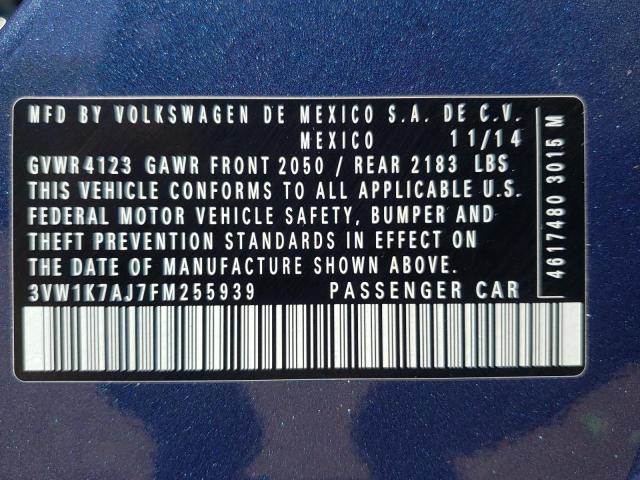 MFD BY VOLKSWAGEN DE MEXICO S.A. DE C.V.
MEXICO 11/14
GVWR 4123 GAWR FRONT 2050 / REAR 2183 LBS
THIS VEHICLE CONFORMS TO ALL APPLICABLE U.S.
FEDERAL MOTOR VEHICLE SAFETY, BUMPER AND
THEFT PREVENTION STANDARDS IN EFFECT ON
THE DATE OF MANUFACTURE SHOWN ABOVE.
3VW1K7AJ7FM255939 PASSENGER CAR
4617480 3015 M